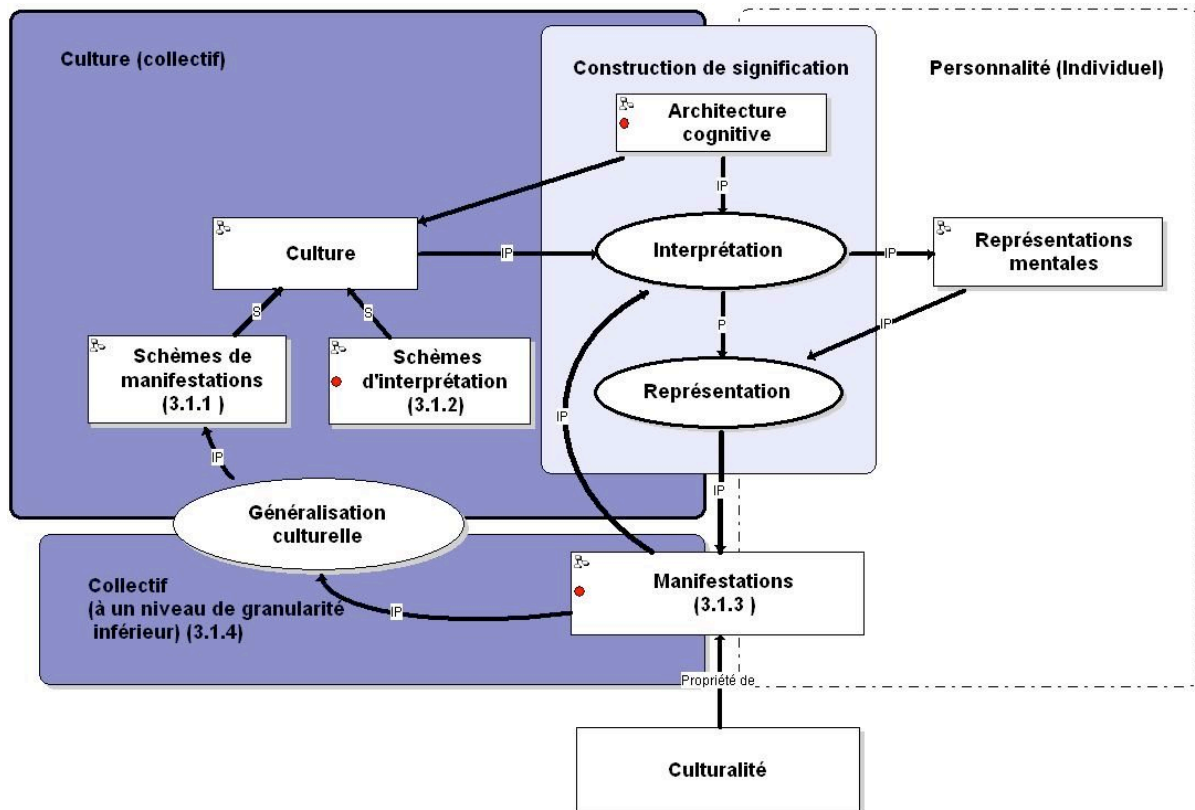 Culture (collectif)
Construction de signification
Personnalité (Individuel)
Architecture
cognitive
IP
Culture
IP
Interprétation
IP
Représentations
mentales
S
S
P
IP
Schèmes de
manifestations
(3.1.1 )
Schèmes
d'interprétation
(3.1.2)
Représentation
IP
IP
IP
Généralisation
culturelle
Collectif
(à un niveau de granularité
inférieur) (3.1.4)
IP
Manifestations
(3.1.3 )
Propriété de
Culturalité